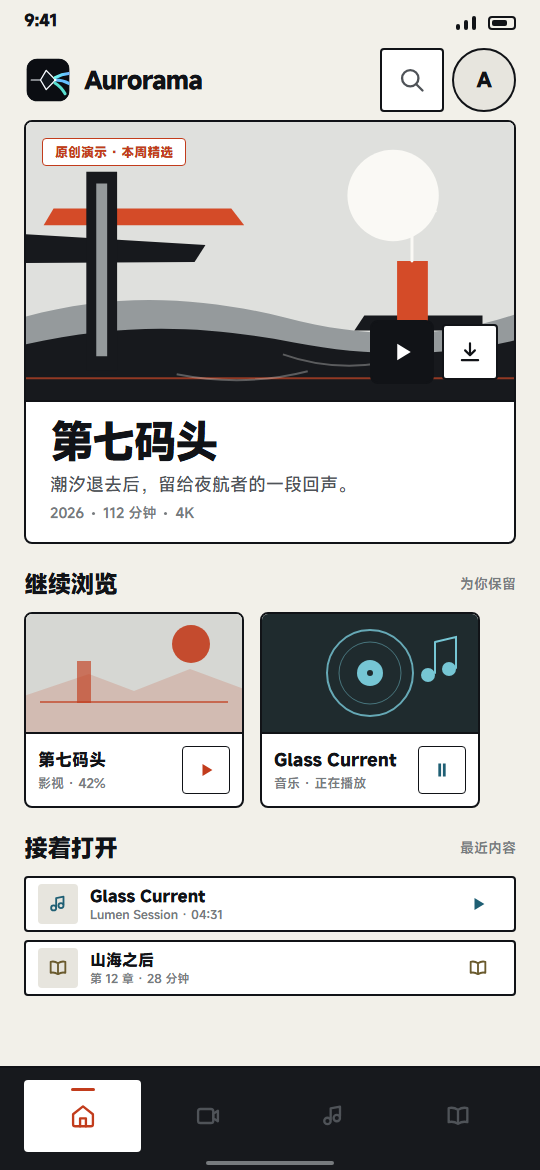 9:41
Aurorama
A
原创演示 · 本周精选
第七码头
潮汐退去后，留给夜航者的一段回声。
2026 · 112 分钟 · 4K
继续浏览
为你保留
第七码头
影视 · 42%
Glass Current
音乐 · 正在播放
接着打开
最近内容
Glass Current
Lumen Session · 04:31
山海之后
第 12 章 · 28 分钟